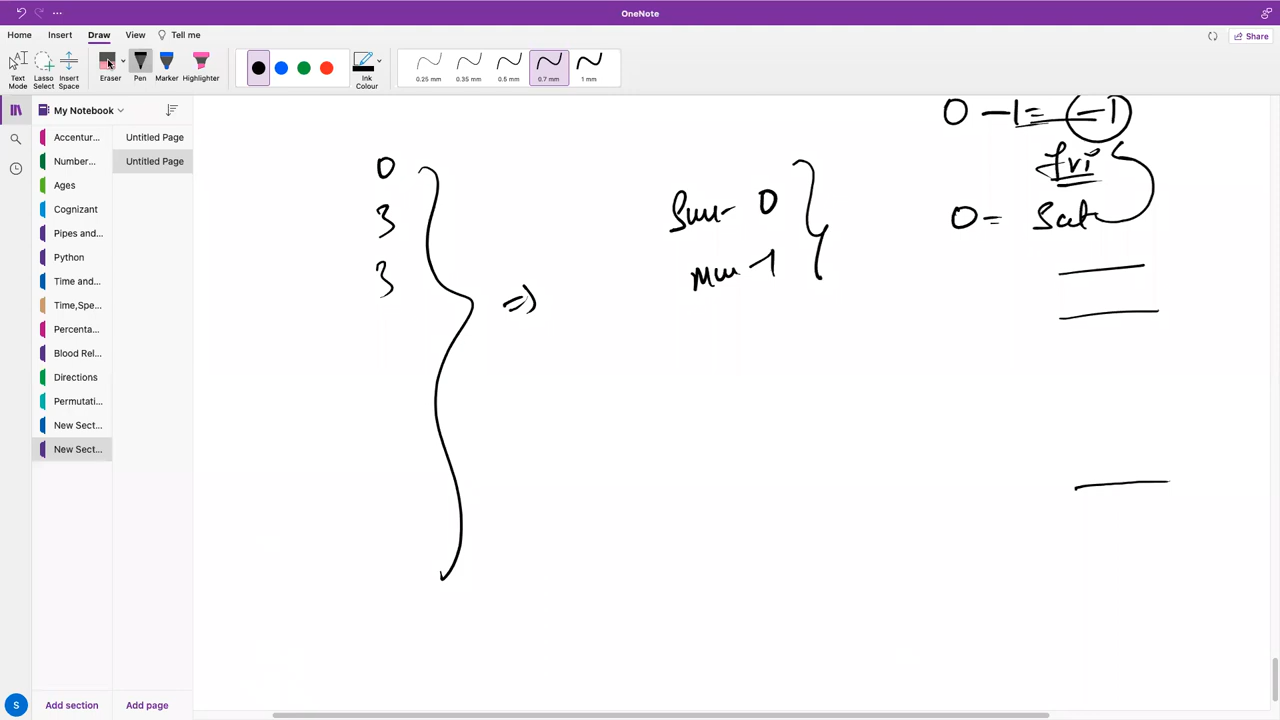 OneNote
Home Insert Draw View Tell me
Share
Text Mode
Lasso Select
Insert Space
Eraser
Pen
Marker
Highlighter
Ink Colour
0.25 mm
0.35 mm
0.5 mm
0.7 mm
1 mm
My Notebook
Accentur...
Number...
Ages
Cognizant
Pipes and...
Python
Time and...
Time,Spe...
Percenta...
Blood Rel...
Directions
Permutati...
New Sect...
New Sect...
Untitled Page
Untitled Page
0
3
3
⇒
Sun - 0
Mon - 1
0 - 1 = - 1
Fri
0 = Sat
S
Add section
Add page